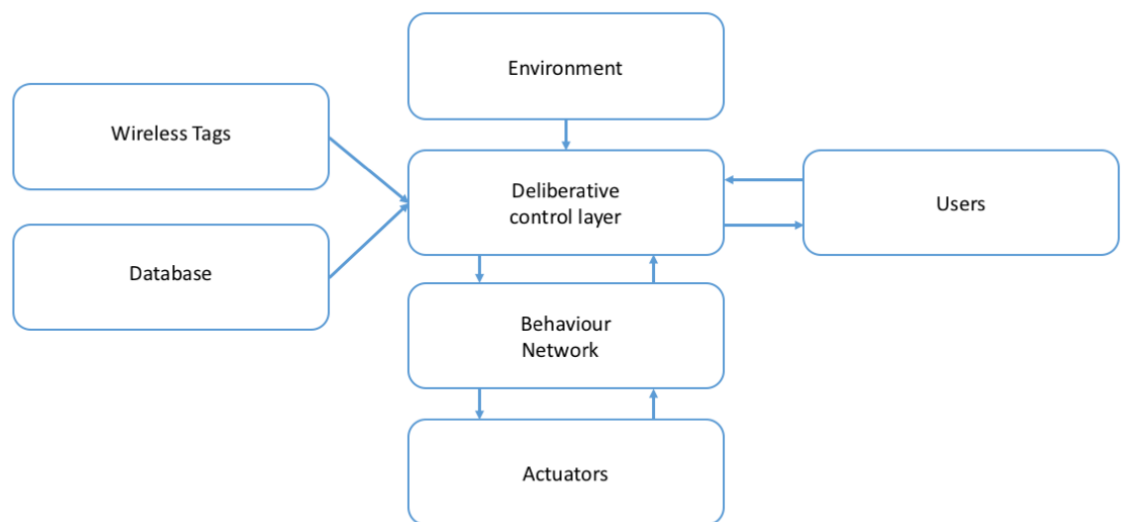 Environment
Wireless Tags
Deliberative
control layer
Users
Database
Behaviour
Network
Actuators